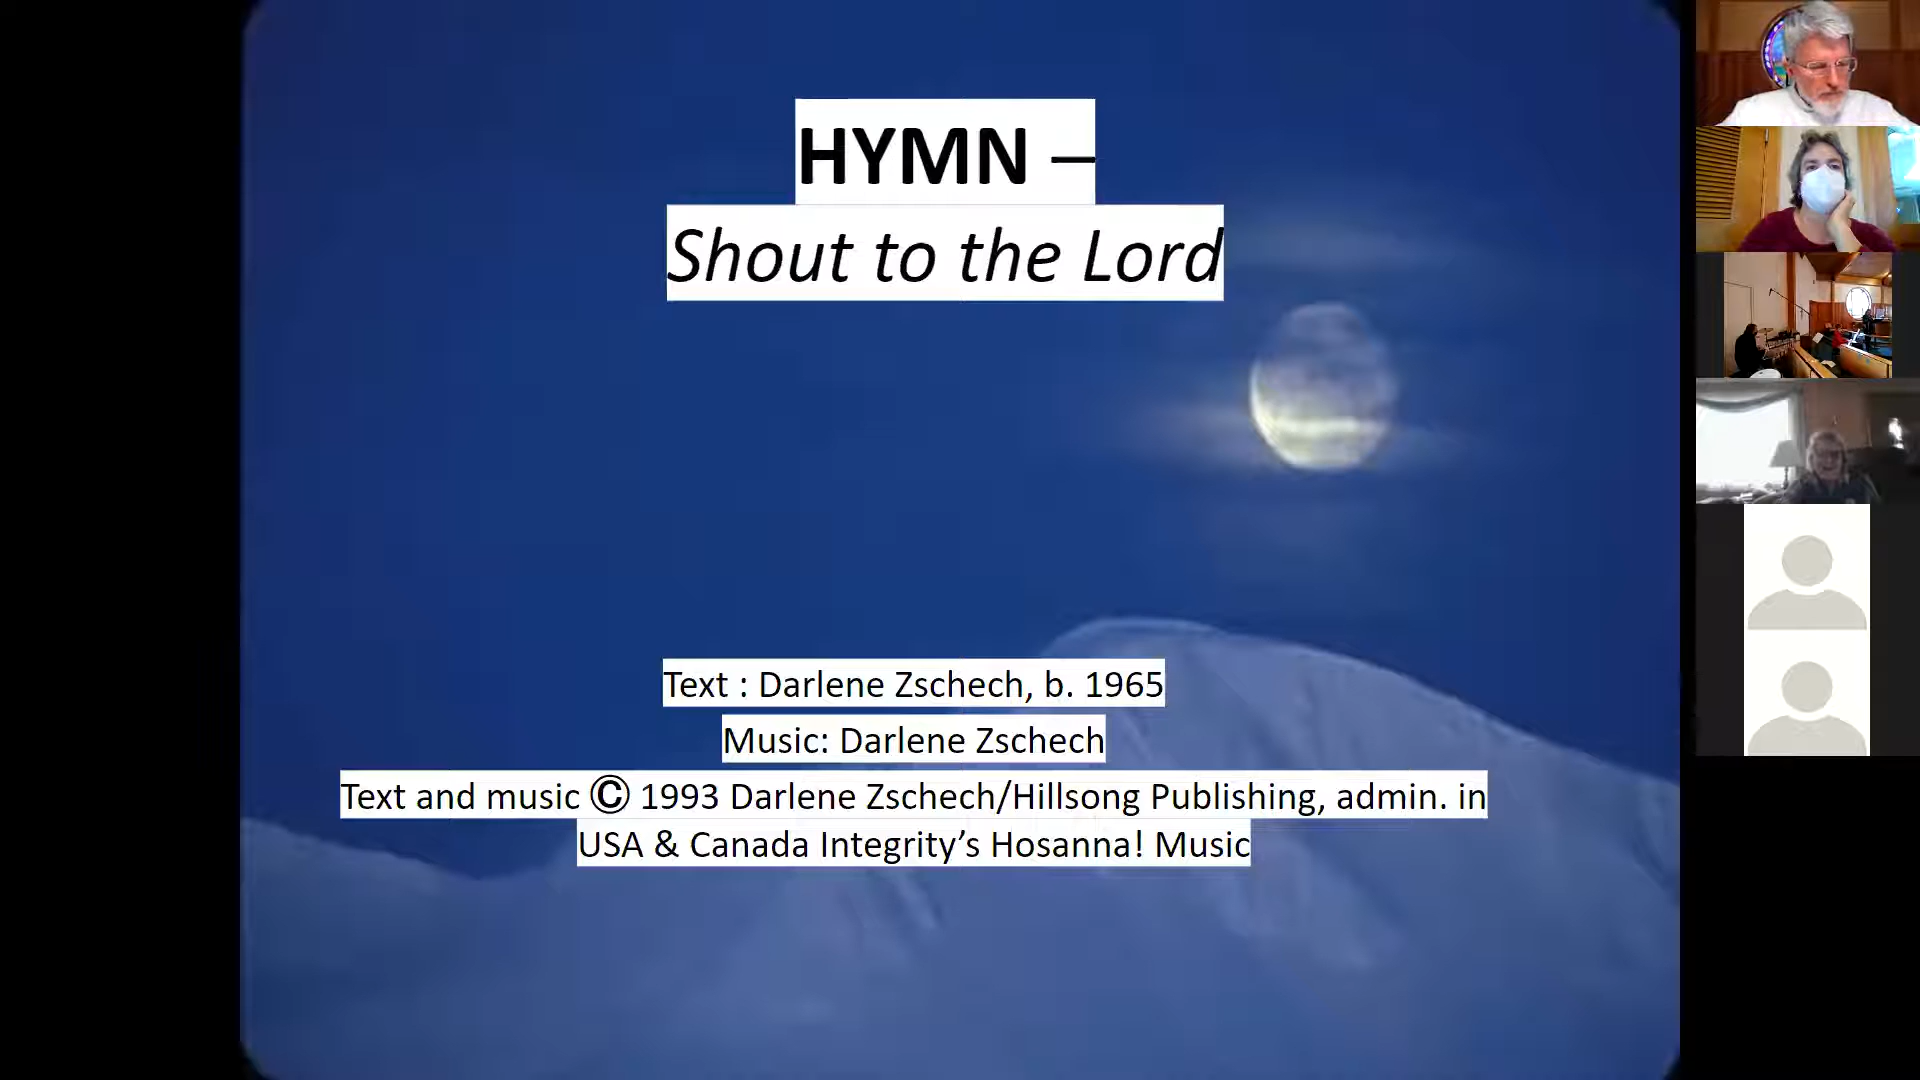 HYMN –
Shout to the Lord
Text : Darlene Zschech, b. 1965
Music: Darlene Zschech
Text and music Ⓒ 1993 Darlene Zschech/Hillsong Publishing, admin. in
USA & Canada Integrity’s Hosanna! Music